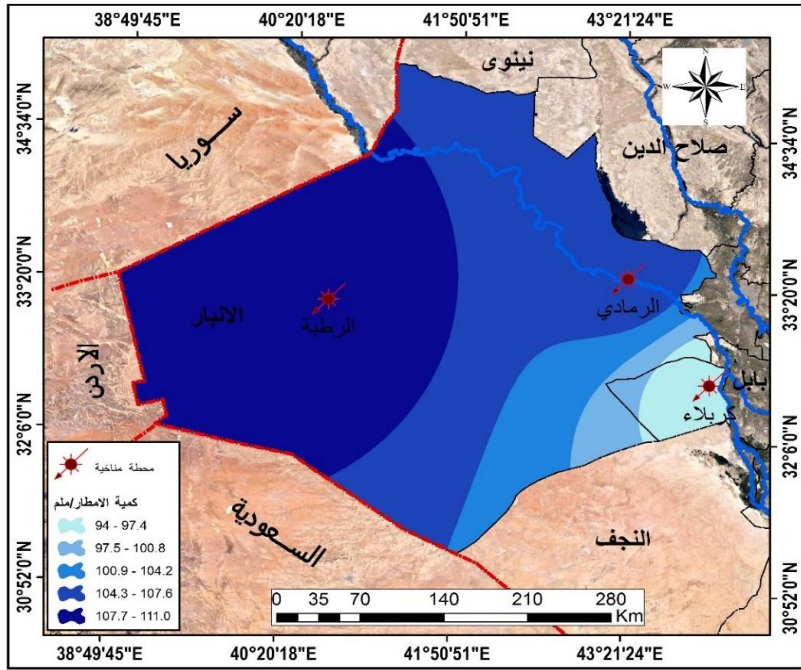 38°49'45"E 40°20'18"E 41°50'51"E 43°21'24"E
34°34'0"N
33°20'0"N
32°6'0"N
30°52'0"N
نينوى
N
W E
S
سوريا
صلاح الدين
34°34'0"N
33°20'0"N
32°6'0"N
30°52'0"N
الانبار
الرطبة
الرمادي
الاردن
بابل
كربلاء
السعودية
النجف
محطة مناخية
كمية الامطار/ملم
94 - 97.4
97.5 - 100.8
100.9 - 104.2
104.3 - 107.6
107.7 - 111.0
0 35 70 140 210 280
Km
38°49'45"E 40°20'18"E 41°50'51"E 43°21'24"E